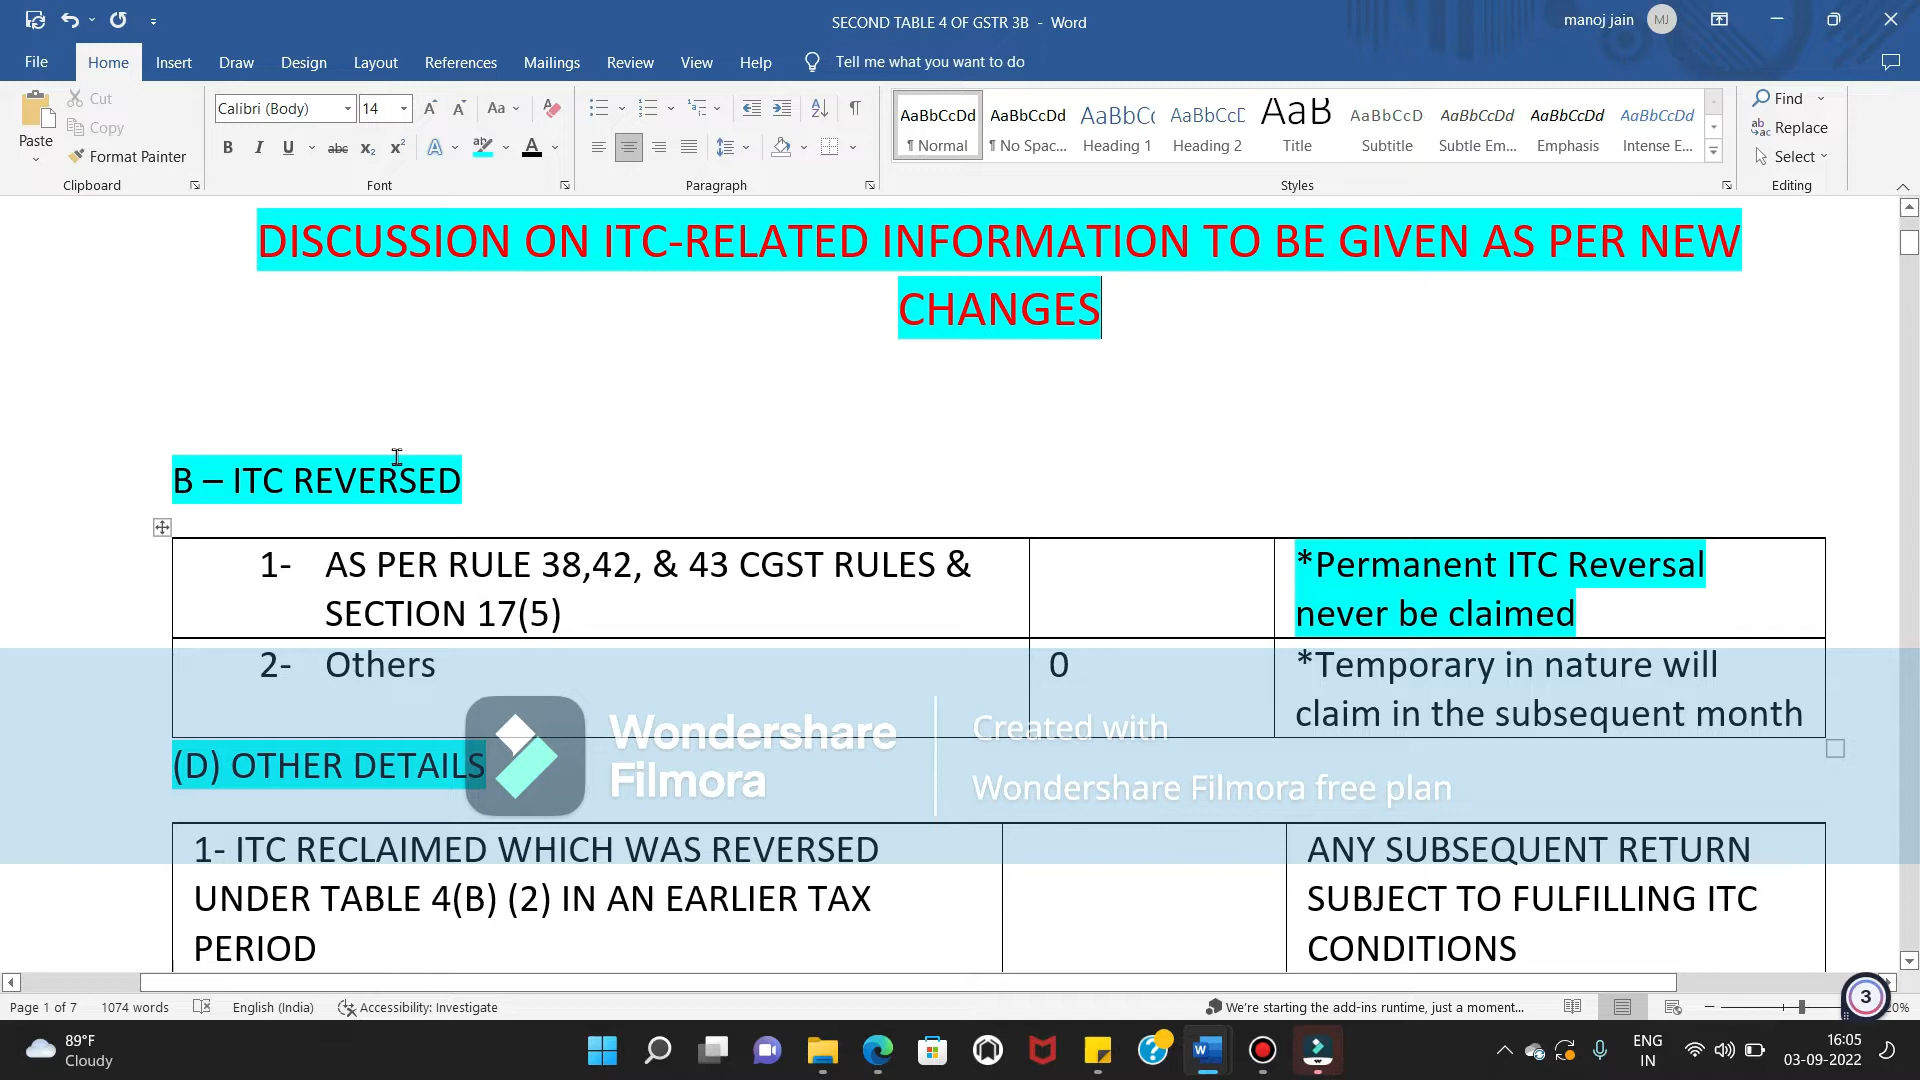 SECOND TABLE 4 OF GSTR 3B - Word
manoj jain
MJ
File
Home
Insert
Draw
Design
Layout
References
Mailings
Review
View
Help
Tell me what you want to do
Paste
Cut
Copy
Format Painter
Clipboard
Calibri (Body)
14
Font
Paragraph
AaBbCcDd
¶ Normal
AaBbCcDd
¶ No Spac...
AaBbCc
Heading 1
AaBbCcD
Heading 2
AaB
Title
AaBbCcD
Subtitle
AaBbCcDd
Subtle Em...
AaBbCcDd
Emphasis
AaBbCcDd
Intense E...
Styles
Find
Replace
Select
Editing
DISCUSSION ON ITC-RELATED INFORMATION TO BE GIVEN AS PER NEW
CHANGES
B – ITC REVERSED
1- AS PER RULE 38,42, & 43 CGST RULES &
SECTION 17(5)
*Permanent ITC Reversal
never be claimed
2- Others
0
*Temporary in nature will
claim in the subsequent month
Wondershare
Filmora
Created with
Wondershare Filmora free plan
(D) OTHER DETAILS
1- ITC RECLAIMED WHICH WAS REVERSED
UNDER TABLE 4(B) (2) IN AN EARLIER TAX
PERIOD
ANY SUBSEQUENT RETURN
SUBJECT TO FULFILLING ITC
CONDITIONS
Page 1 of 7
1074 words
English (India)
Accessibility: Investigate
We're starting the add-ins runtime, just a moment...
3
89°F
Cloudy
ENG
IN
16:05
03-09-2022